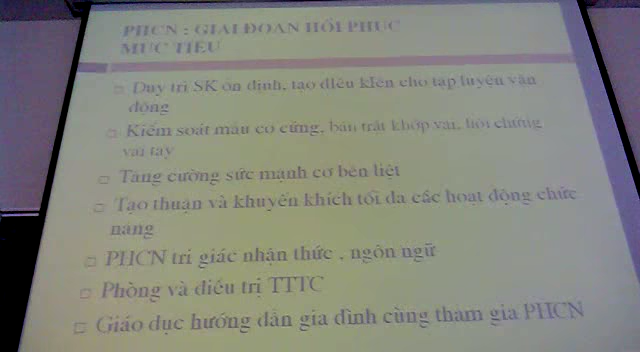 PHCN : GIAI ĐOẠN HỒI PHỤC
MỤC TIÊU
Duy trì SK ổn định, tạo điều kiện cho tập luyện vận
động
Kiểm soát mẫu co cứng, bán trật khớp vai, hội chứng
vai tay
Tăng cường sức mạnh cơ bên liệt
Tạo thuận và khuyến khích tối đa các hoạt động chức
năng
PHCN tri giác nhận thức , ngôn ngữ
Phòng và điều trị TTTC
Giáo dục hướng dẫn gia đình cùng tham gia PHCN